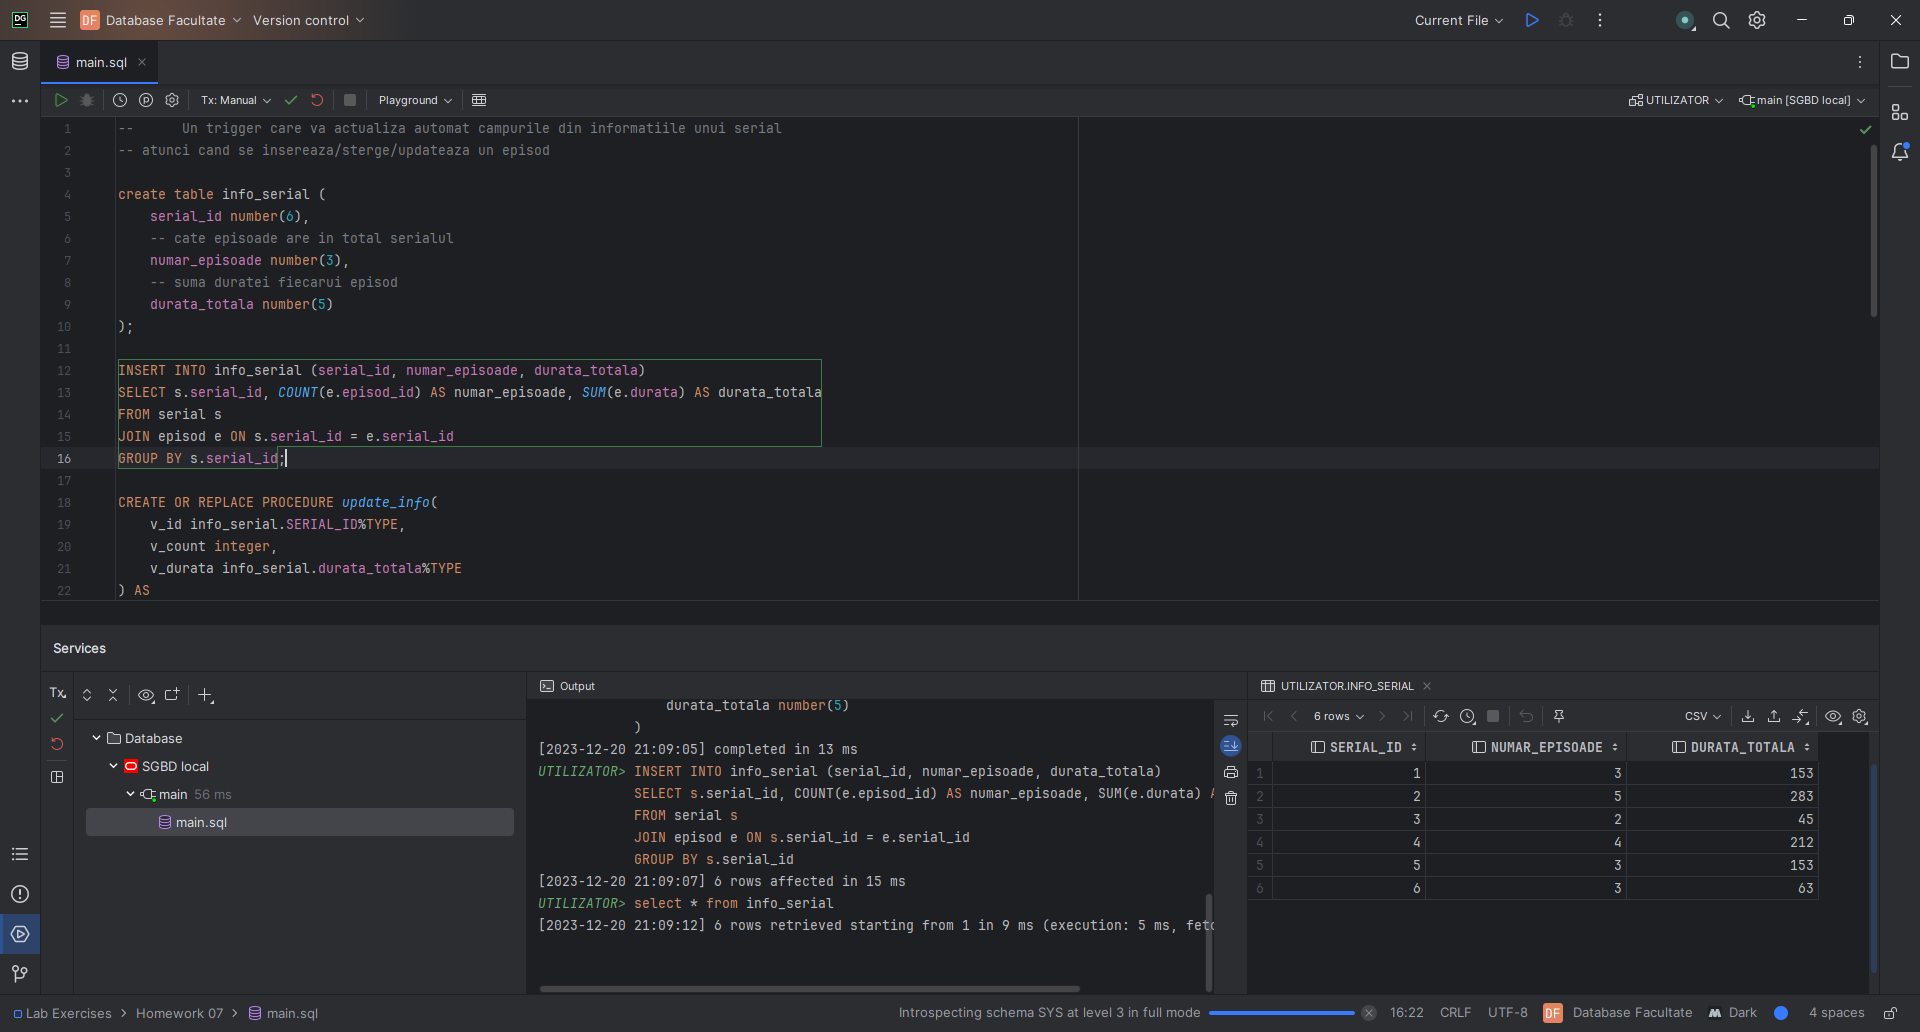 DG DF Database Facultate Version control Current File
main.sql
Tx: Manual Playground UTILIZATOR main [SGBD local]
1 -- Un trigger care va actualiza automat campurile din informatiile unui serial
2 -- atunci cand se insereaza/sterge/updateaza un episod
3
4 create table info_serial (
5 serial_id number(6),
6 -- cate episoade are in total serialul
7 numar_episoade number(3),
8 -- suma duratei fiecarui episod
9 durata_totala number(5)
10 );
11
12 INSERT INTO info_serial (serial_id, numar_episoade, durata_totala)
13 SELECT s.serial_id, COUNT(e.episod_id) AS numar_episoade, SUM(e.durata) AS durata_totala
14 FROM serial s
15 JOIN episod e ON s.serial_id = e.serial_id
16 GROUP BY s.serial_id;
17
18 CREATE OR REPLACE PROCEDURE update_info(
19 v_id info_serial.SERIAL_ID%TYPE,
20 v_count integer,
21 v_durata info_serial.durata_totala%TYPE
22 ) AS
Services
Tx
Database
SGBD local
main 56 ms
main.sql
Output
durata_totala number(5)
)
[2023-12-20 21:09:05] completed in 13 ms
UTILIZATOR> INSERT INTO info_serial (serial_id, numar_episoade, durata_totala)
SELECT s.serial_id, COUNT(e.episod_id) AS numar_episoade, SUM(e.durata) A
FROM serial s
JOIN episod e ON s.serial_id = e.serial_id
GROUP BY s.serial_id
[2023-12-20 21:09:07] 6 rows affected in 15 ms
UTILIZATOR> select * from info_serial
[2023-12-20 21:09:12] 6 rows retrieved starting from 1 in 9 ms (execution: 5 ms, fetc
UTILIZATOR.INFO_SERIAL
6 rows CSV
SERIAL_ID NUMAR_EPISOADE DURATA_TOTALA
1 1 3 153
2 2 5 283
3 3 2 45
4 4 4 212
5 5 3 153
6 6 3 63
Lab Exercises > Homework 07 > main.sql Introspecting schema SYS at level 3 in full mode 16:22 CRLF UTF-8 DF Database Facultate Dark 4 spaces